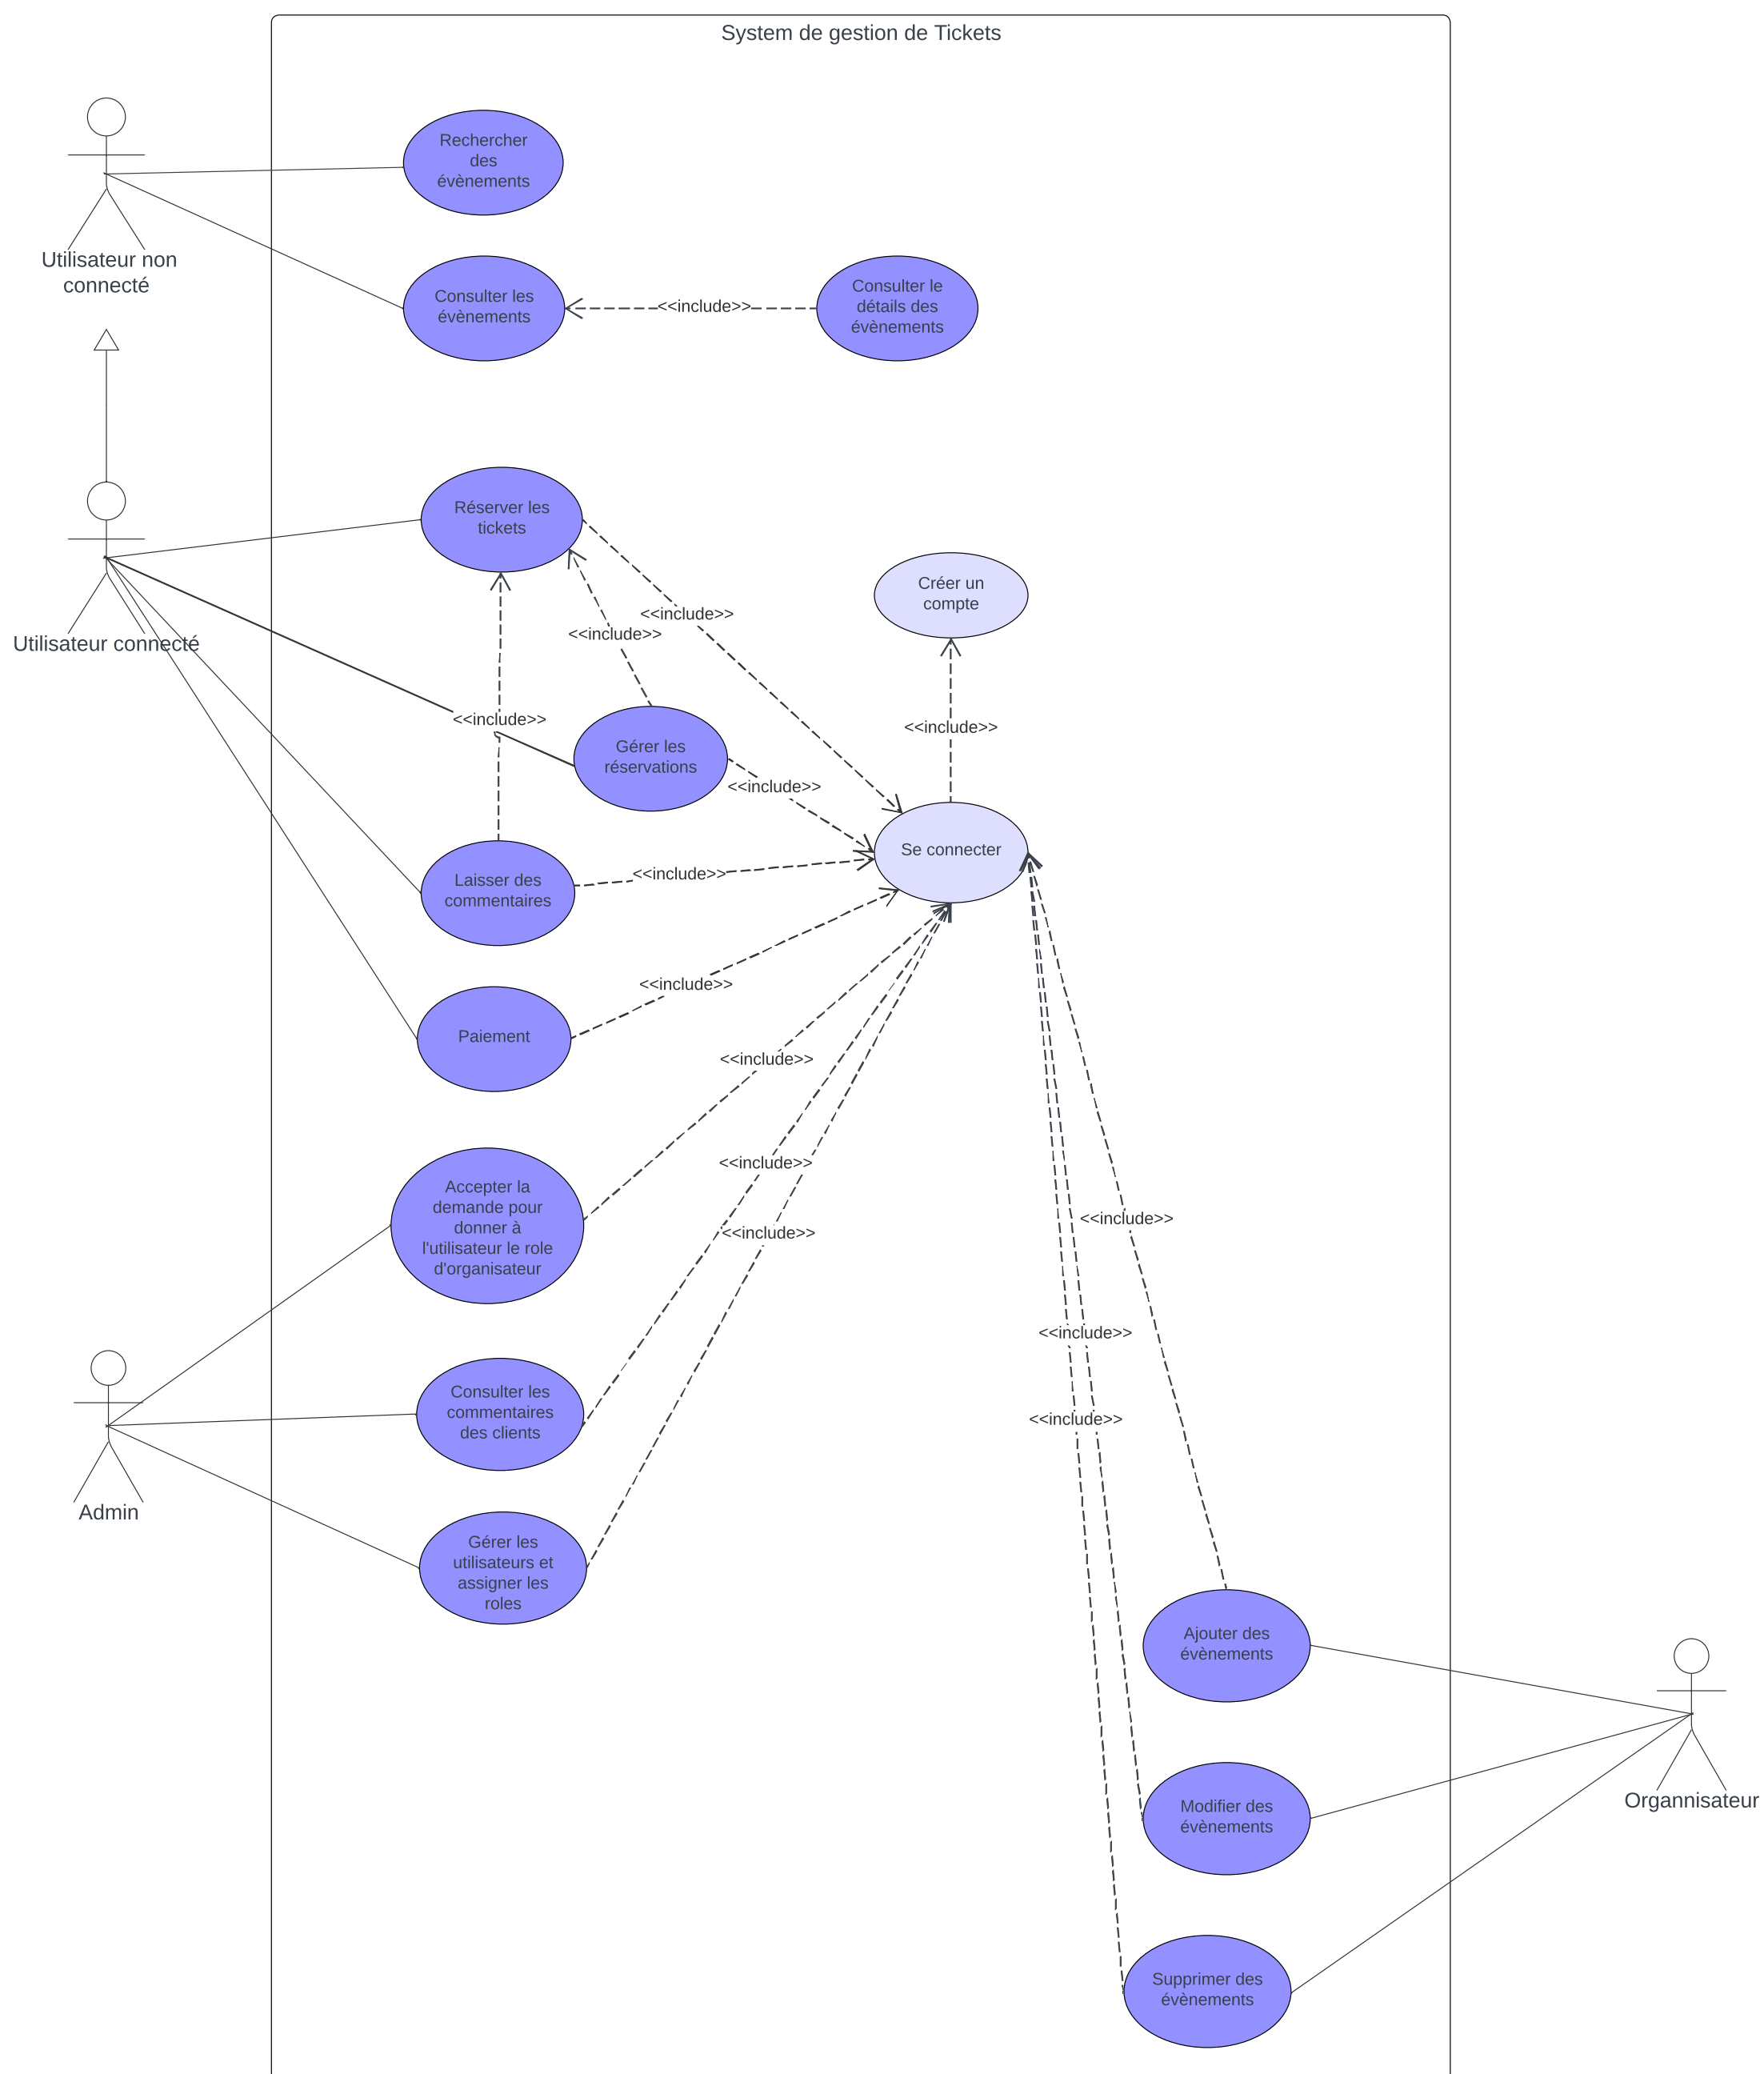 System de gestion de Tickets
Rechercher
des
évènements
Utilisateur non
connecté
Consulter les
évènements
<<include>>
Consulter le
détails des
évènements
Réserver les
tickets
Utilisateur connecté
<<include>>
<<include>>
Créer un
compte
<<include>>
<<include>>
Gérer les
réservations
<<include>>
Se connecter
Laisser des
commentaires
<<include>>
<<include>>
Paiement
<<include>>
Accepter la
demande pour
donner à
l'utilisateur le role
d'organisateur
<<include>>
<<include>>
<<include>>
<<include>>
<<include>>
Consulter les
commentaires
des clients
Admin
Gérer les
utilisateurs et
assigner les
roles
Ajouter des
évènements
Organnisateur
Modifier des
évènements
Supprimer des
évènements